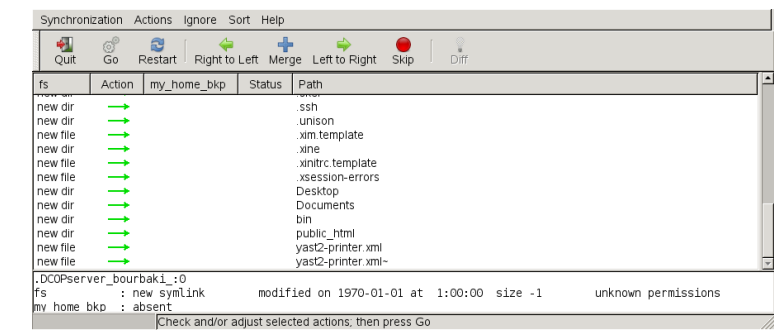 Synchronization Actions Ignore Sort Help
Quit Go Restart Right to Left Merge Left to Right Skip Diff
fs Action my_home_bkp Status Path
new dir .ssh
new dir .unison
new file .xim.template
new dir .xine
new file .xinitrc.template
new file .xsession-errors
new dir Desktop
new dir Documents
new dir bin
new dir public_html
new file yast2-printer.xml
new file yast2-printer.xml~
.DCOPserver_bourbaki_:0
fs : new symlink modified on 1970-01-01 at 1:00:00 size -1 unknown permissions
my_home_bkp : absent
Check and/or adjust selected actions; then press Go